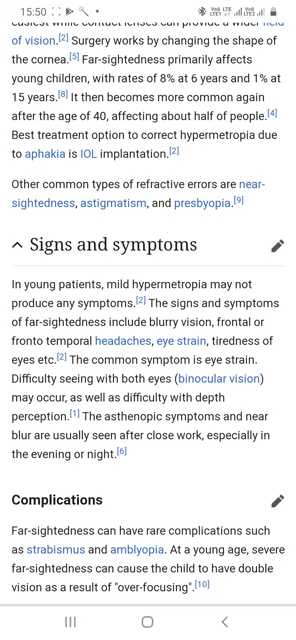 15:50
easiest while contact lenses can provide a wider field
of vision.[2] Surgery works by changing the shape of
the cornea.[5] Far-sightedness primarily affects
young children, with rates of 8% at 6 years and 1% at
15 years.[8] It then becomes more common again
after the age of 40, affecting about half of people.[4]
Best treatment option to correct hypermetropia due
to aphakia is IOL implantation.[2]
Other common types of refractive errors are near-
sightedness, astigmatism, and presbyopia.[9]
Signs and symptoms
In young patients, mild hypermetropia may not
produce any symptoms.[2] The signs and symptoms
of far-sightedness include blurry vision, frontal or
fronto temporal headaches, eye strain, tiredness of
eyes etc.[2] The common symptom is eye strain.
Difficulty seeing with both eyes (binocular vision)
may occur, as well as difficulty with depth
perception.[1] The asthenopic symptoms and near
blur are usually seen after close work, especially in
the evening or night.[6]
Complications
Far-sightedness can have rare complications such
as strabismus and amblyopia. At a young age, severe
far-sightedness can cause the child to have double
vision as a result of "over-focusing".[10]